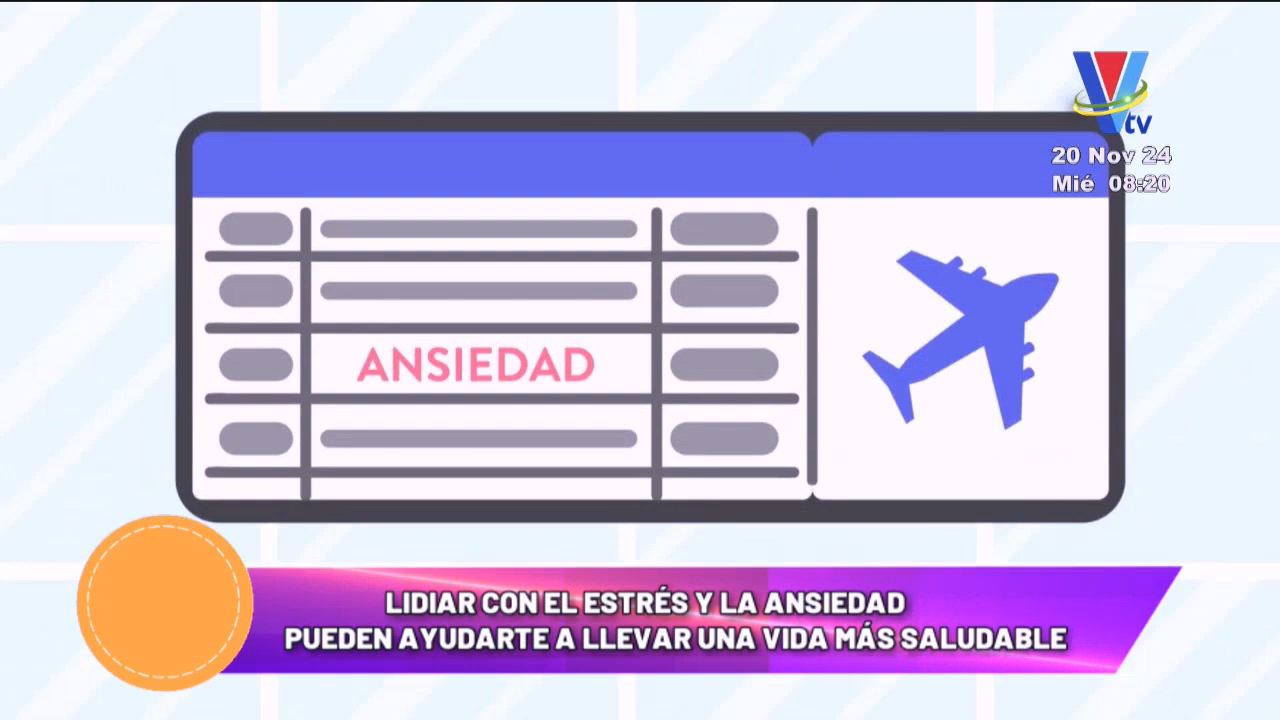 Vtv
20 Nov 24
Mié 08:20
ANSIEDAD
LIDIAR CON EL ESTRÉS Y LA ANSIEDAD
PUEDEN AYUDARTE A LLEVAR UNA VIDA MÁS SALUDABLE